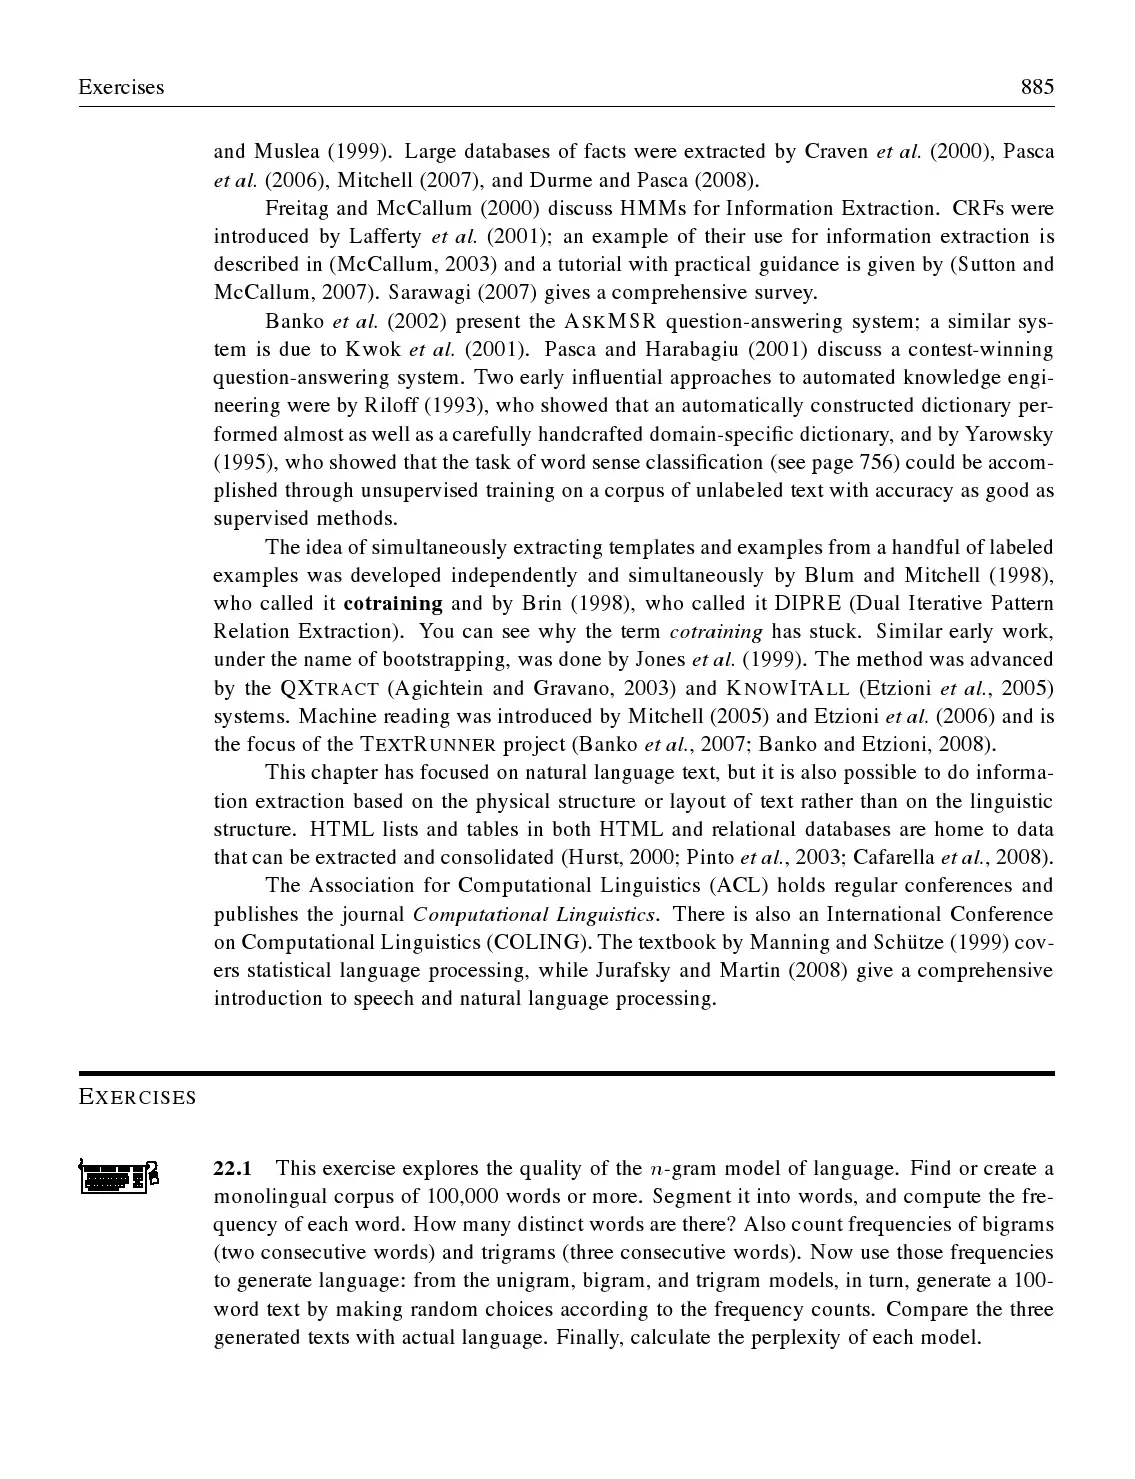 Exercises 885
and Muslea (1999). Large databases of facts were extracted by Craven et al. (2000), Pasca
et al. (2006), Mitchell (2007), and Durme and Pasca (2008).
Freitag and McCallum (2000) discuss HMMs for Information Extraction. CRFs were
introduced by Lafferty et al. (2001); an example of their use for information extraction is
described in (McCallum, 2003) and a tutorial with practical guidance is given by (Sutton and
McCallum, 2007). Sarawagi (2007) gives a comprehensive survey.
Banko et al. (2002) present the ASKMSR question-answering system; a similar sys-
tem is due to Kwok et al. (2001). Pasca and Harabagiu (2001) discuss a contest-winning
question-answering system. Two early influential approaches to automated knowledge engi-
neering were by Riloff (1993), who showed that an automatically constructed dictionary per-
formed almost as well as a carefully handcrafted domain-specific dictionary, and by Yarowsky
(1995), who showed that the task of word sense classification (see page 756) could be accom-
plished through unsupervised training on a corpus of unlabeled text with accuracy as good as
supervised methods.
The idea of simultaneously extracting templates and examples from a handful of labeled
examples was developed independently and simultaneously by Blum and Mitchell (1998),
who called it cotraining and by Brin (1998), who called it DIPRE (Dual Iterative Pattern
Relation Extraction). You can see why the term cotraining has stuck. Similar early work,
under the name of bootstrapping, was done by Jones et al. (1999). The method was advanced
by the QXTRACT (Agichtein and Gravano, 2003) and KNOWITALL (Etzioni et al., 2005)
systems. Machine reading was introduced by Mitchell (2005) and Etzioni et al. (2006) and is
the focus of the TEXTRUNNER project (Banko et al., 2007; Banko and Etzioni, 2008).
This chapter has focused on natural language text, but it is also possible to do informa-
tion extraction based on the physical structure or layout of text rather than on the linguistic
structure. HTML lists and tables in both HTML and relational databases are home to data
that can be extracted and consolidated (Hurst, 2000; Pinto et al., 2003; Cafarella et al., 2008).
The Association for Computational Linguistics (ACL) holds regular conferences and
publishes the journal Computational Linguistics. There is also an International Conference
on Computational Linguistics (COLING). The textbook by Manning and Schütze (1999) cov-
ers statistical language processing, while Jurafsky and Martin (2008) give a comprehensive
introduction to speech and natural language processing.
EXERCISES
22.1 This exercise explores the quality of the n-gram model of language. Find or create a
monolingual corpus of 100,000 words or more. Segment it into words, and compute the fre-
quency of each word. How many distinct words are there? Also count frequencies of bigrams
(two consecutive words) and trigrams (three consecutive words). Now use those frequencies
to generate language: from the unigram, bigram, and trigram models, in turn, generate a 100-
word text by making random choices according to the frequency counts. Compare the three
generated texts with actual language. Finally, calculate the perplexity of each model.